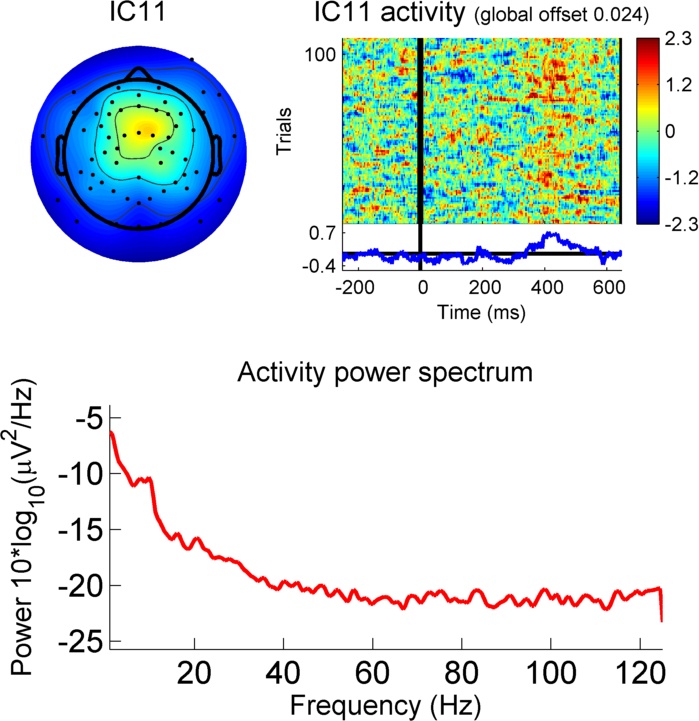 IC11
IC11 activity (global offset 0.024)
100
Trials
2.3
1.2
0
-1.2
-2.3
0.7
-0.4
-200 0 200 400 600
Time (ms)
Activity power spectrum
Power 10*log10(μV2/Hz)
-5
-10
-15
-20
-25
20 40 60 80 100 120
Frequency (Hz)